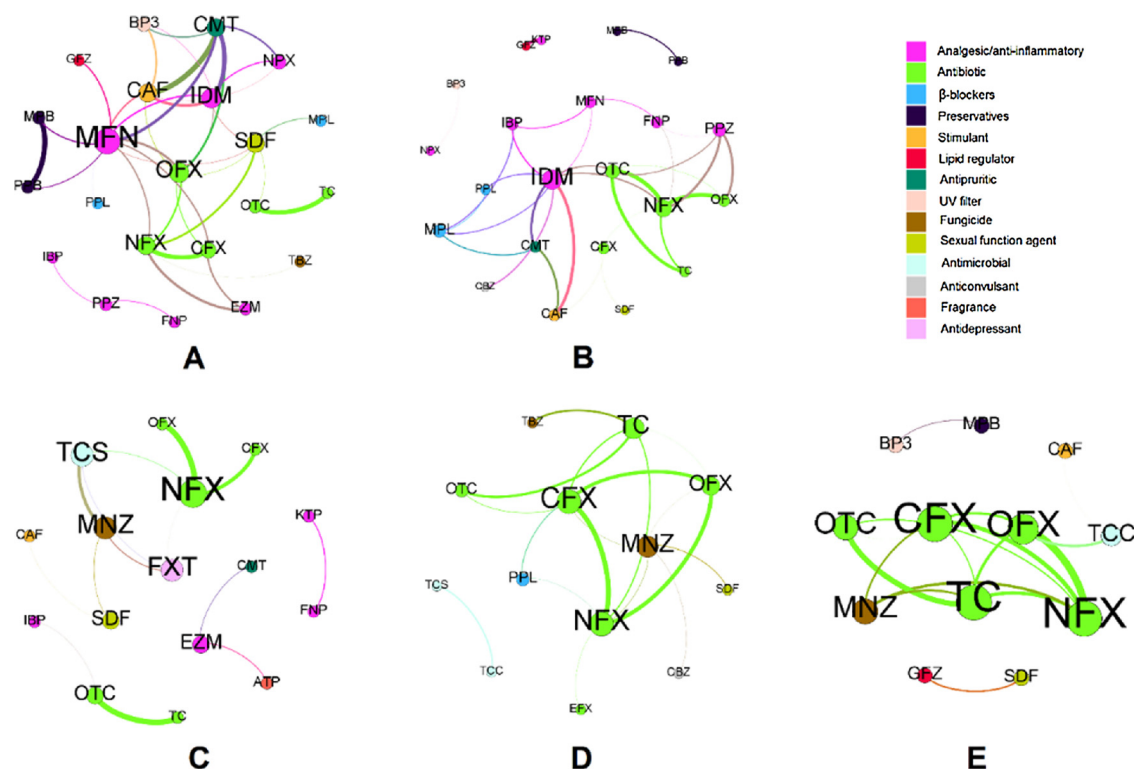 BP3
CMT
GFZ
NPX
CAF
IDM
MPB
MFN
SDF
MPL
OFX
PRB
PPL
OTC
TC
NFX
CFX
IBP
TBZ
PPZ
EZM
FNP
A
GFZ
KTP
MPB
PRB
BP3
MFN
IBP
FNP
PPZ
NPX
OTC
IDM
PPL
NFX
OFX
MPL
CMT
CFX
TC
CBZ
CAF
SDF
B
Analgesic/anti-inflammatory
Antibiotic
β-blockers
Preservatives
Stimulant
Lipid regulator
Antipruritic
UV filter
Fungicide
Sexual function agent
Antimicrobial
Anticonvulsant
Fragrance
Antidepressant
OFX
TCS
CFX
NFX
MNZ
KTP
CAF
FXT
CMT
SDF
FNP
IBP
EZM
ATP
OTC
TC
C
TBZ
TC
OTC
CFX
OFX
MNZ
TCS
PPL
SDF
NFX
TCC
CBZ
EFX
D
MPB
BP3
CAF
OTC
CFX
OFX
TCC
MNZ
TC
NFX
GFZ
SDF
E